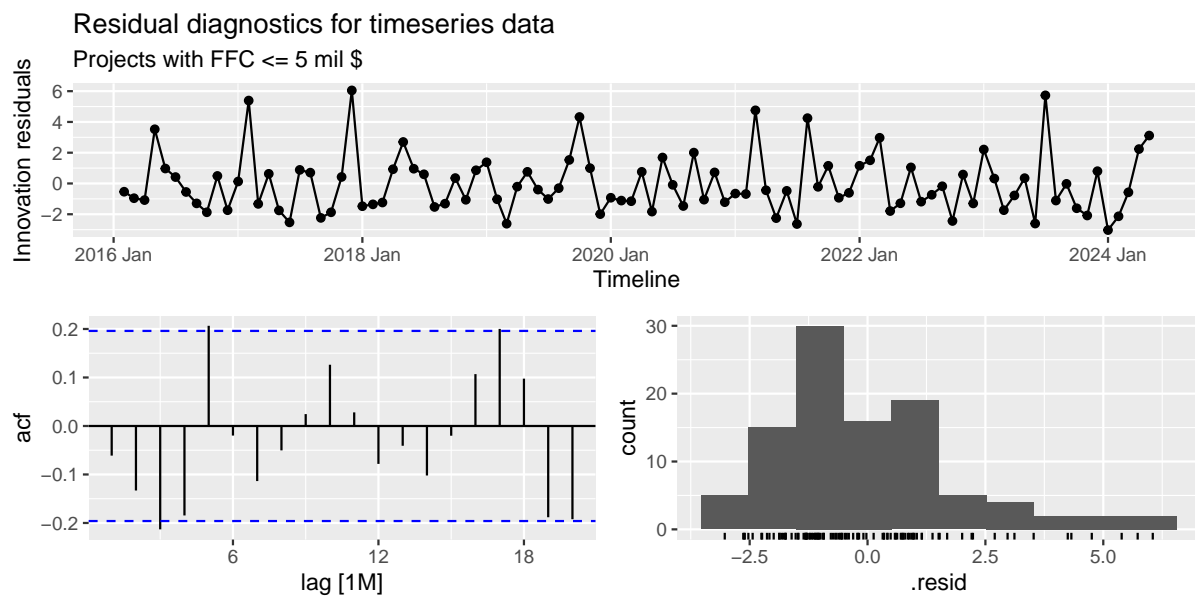 Residual diagnostics for timeseries data
Projects with FFC <= 5 mil $
Innovation residuals
6
4
2
0
−2
2016 Jan
2018 Jan
2020 Jan
2022 Jan
2024 Jan
Timeline
acf
0.2
0.1
0.0
−0.1
−0.2
6
12
18
lag [1M]
count
30
20
10
0
−2.5
0.0
2.5
5.0
.resid